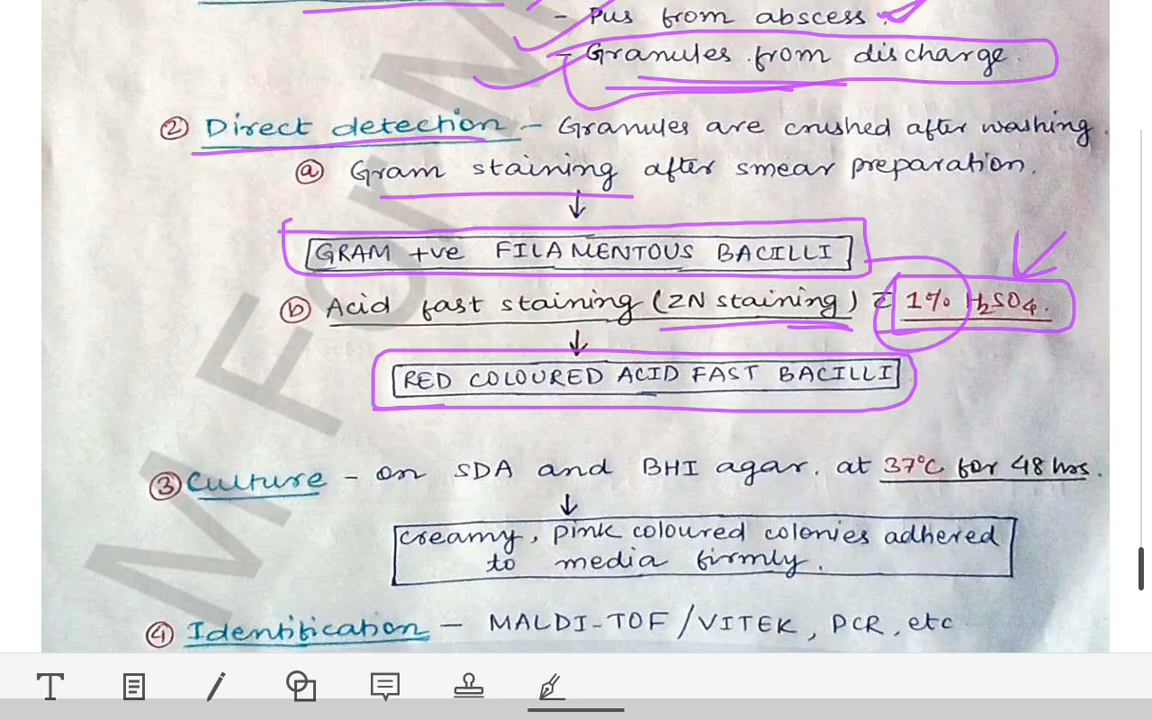 - Pus from abscess.
- Granules from discharge.
② Direct detection - Granules are crushed after washing.
ⓐ Gram staining after smear preparation.
↓
GRAM +ve FILAMENTOUS BACILLI
ⓑ Acid fast staining (ZN staining) c̄ 1% H₂SO₄.
↓
RED COLOURED ACID FAST BACILLI
③ Culture - on SDA and BHI agar. at 37°C for 48 hrs.
↓
creamy, pink coloured colonies adhered
to media firmly.
④ Identification - MALDI-TOF/VITEK, PCR, etc